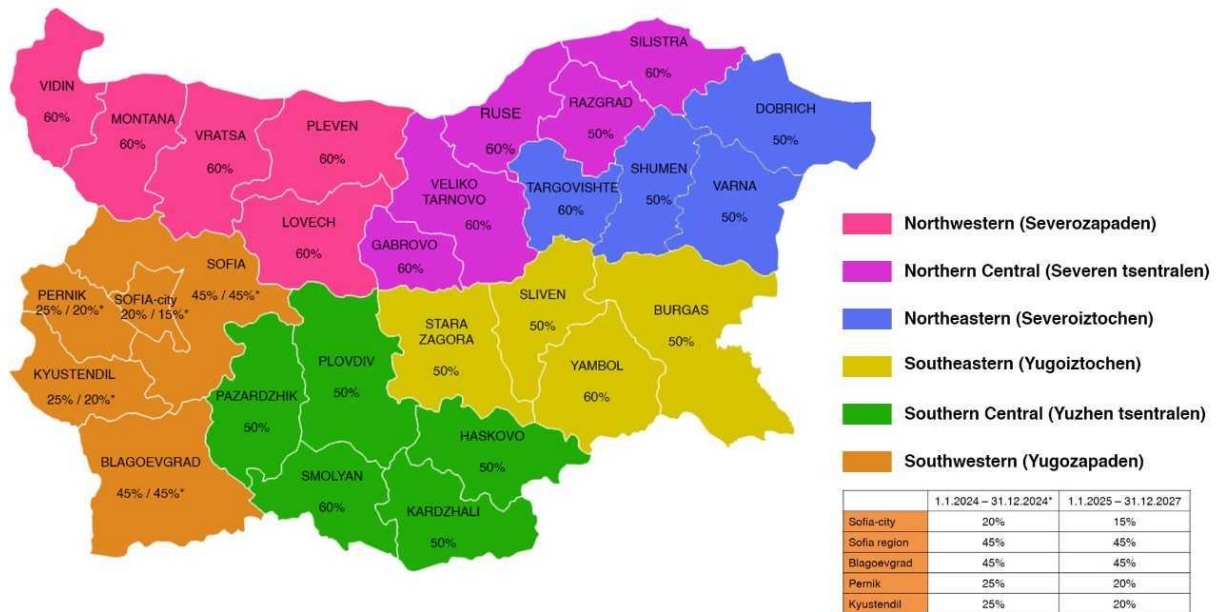 SILISTRA
60%
VIDIN
60%
MONTANA
60%
VRATSA
60%
PLEVEN
60%
RUSE
60%
RAZGRAD
50%
DOBRICH
50%
LOVECH
60%
VELIKO
TARNOVO
60%
GABROVO
60%
TARGOVISHTE
60%
SHUMEN
50%
VARNA
50%
SOFIA
45% / 45%*
PERNIK
25% / 20%*
SOFIA-city
20% / 15%*
KYUSTENDIL
25% / 20%*
BLAGOEVGRAD
45% / 45%*
PAZARDZHIK
50%
PLOVDIV
50%
STARA
ZAGORA
50%
SLIVEN
50%
YAMBOL
60%
BURGAS
50%
HASKOVO
50%
SMOLYAN
60%
KARDZHALI
50%
Northwestern (Severozapaden)
Northern Central (Severen tsentralen)
Northeastern (Severoiztochen)
Southeastern (Yugoiztochen)
Southern Central (Yuzhen tsentralen)
Southwestern (Yugozapaden)
1.1.2024 – 31.12.2024* 1.1.2025 – 31.12.2027
Sofia-city 20% 15%
Sofia region 45% 45%
Blagoevgrad 45% 45%
Pernik 25% 20%
Kyustendil 25% 20%